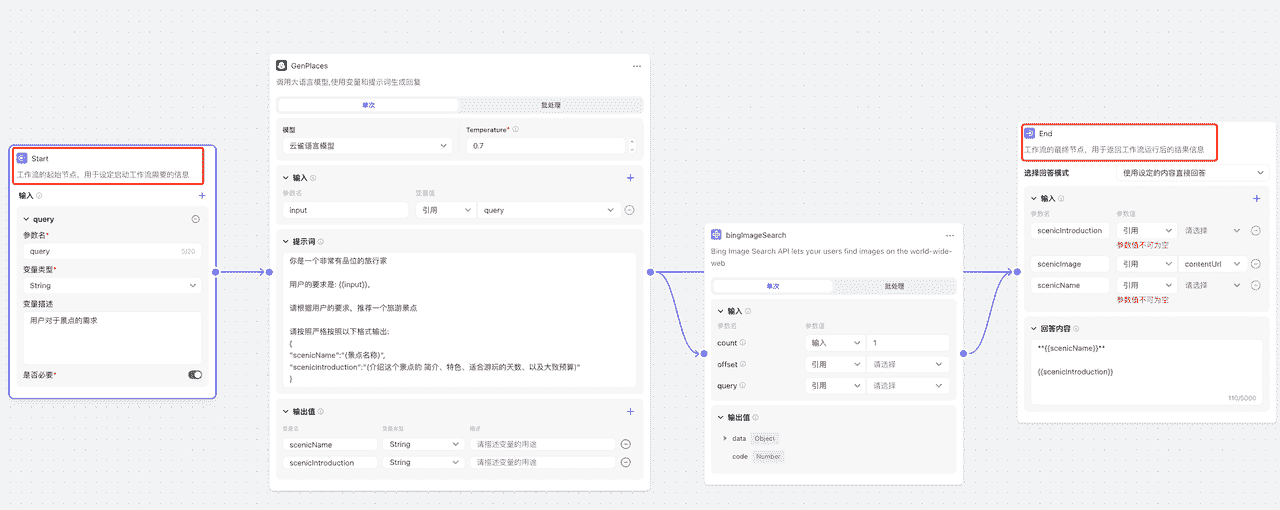 Start
工作流的起始节点，用于设定启动工作流需要的信息
输入
query
参数名*
query
5/20
变量类型*
String
变量描述
用户对于景点的需求
是否必要*
GenPlaces
调用大语言模型,使用变量和提示词生成回复
单次
批处理
模型
Temperature*
云雀语言模型
0.7
输入
参数名
变量值
input
引用
query
提示词
你是一个非常有品位的旅行家
用户的要求是: {{input}}。
请根据用户的要求、推荐一个旅游景点
请按照严格按照以下格式输出:
{
"scenicName":"{景点名称}",
"scenicIntroduction":"{介绍这个景点的 简介、特色、适合游玩的天数、以及大致预算}"
}
输出值
变量名
变量类型
描述
scenicName
String
请描述变量的用途
scenicIntroduction
String
请描述变量的用途
bingImageSearch
Bing Image Search API lets your users find images on the world-wide-
web
单次
批处理
输入
参数名
参数值
count
输入
1
offset
引用
请选择
query
引用
请选择
输出值
data
Object
code
Number
End
工作流的最终节点，用于返回工作流运行后的结果信息
选择回答模式
使用设定的内容直接回答
输入
参数名
参数值
scenicIntroduction
引用
请选择
参数值不可为空
scenicImage
引用
contentUrl
scenicName
引用
请选择
参数值不可为空
回答内容
**{{scenicName}}**
{{scenicIntroduction}}
110/5000